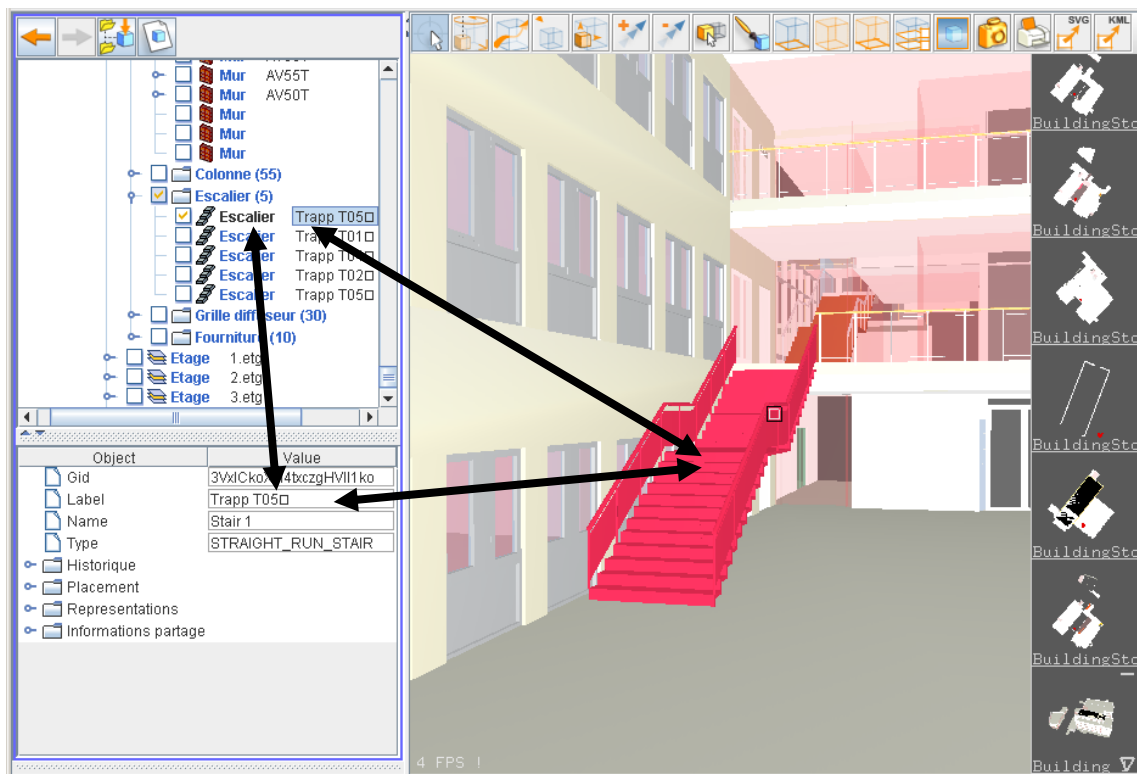 SVG KML
Mur AV55T
Mur AV50T
Mur
Mur
Mur
Colonne (55)
Escalier (5)
Escalier Trapp T05
Escalier Trapp T01
Escalier
Escalier Trapp T02
Escalier Trapp T05
Grille diffuseur (30)
Fourniture (10)
Etage 1.etg
Etage 2.etg
Etage 3.etg
Object Value
Gid
Label Trapp T05
Name Stair 1
Type STRAIGHT_RUN_STAIR
Historique
Placement
Representations
Informations partage
4 FPS !
BuildingSto
BuildingSto
BuildingSto
BuildingSto
BuildingSto
BuildingSto
Building